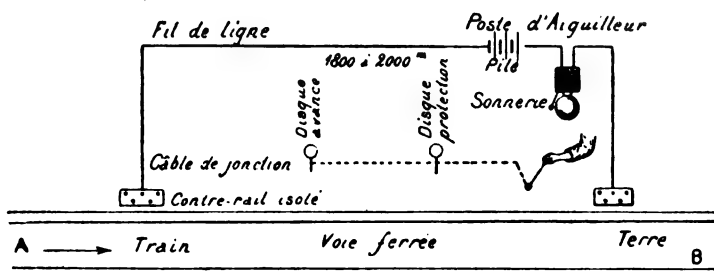 Fil de ligne
Poste d'Aiguilleur
1800 à 2000 m
Pile
Sonnerie
Disque
avance
Disque
protection
Câble de jonction
Contre-rail isolé
A Train Voie ferrée Terre B